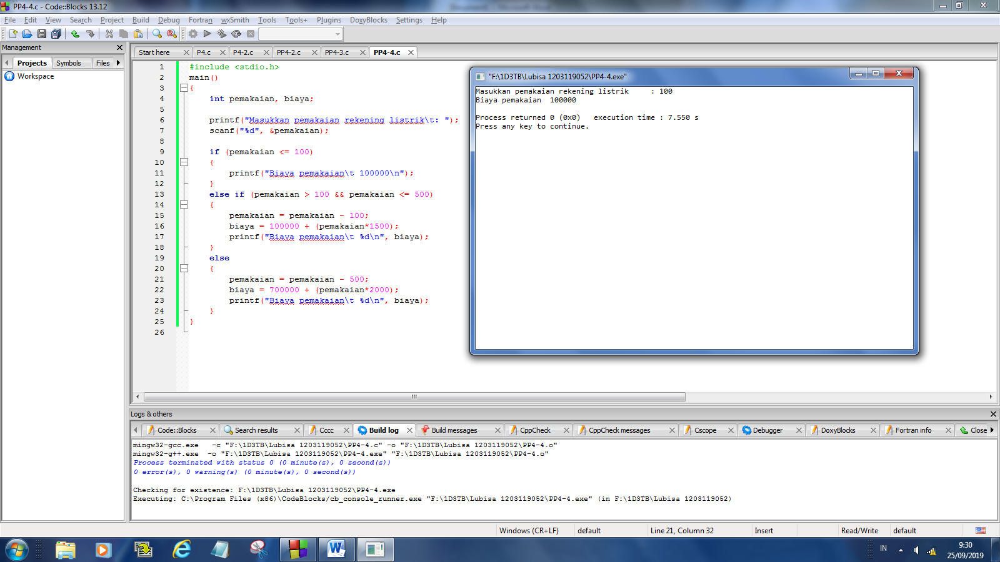 PP4-4.c - Code::Blocks 13.12
File Edit View Search Project Build Debug Fortran wxSmith Tools Tools+ Plugins DoxyBlocks Settings Help
Management
Projects Symbols Files
Workspace
Start here P4.c P4-2.c PP4-2.c PP4-3.c PP4-4.c
1 #include <stdio.h>
2 main()
3 {
4 int pemakaian, biaya;
5
6 printf("Masukkan pemakaian rekening listrik\t: ");
7 scanf("%d", &pemakaian);
8
9 if (pemakaian <= 100)
10 {
11 printf("Biaya pemakaian\t 100000\n");
12 }
13 else if (pemakaian > 100 && pemakaian <= 500)
14 {
15 pemakaian = pemakaian - 100;
16 biaya = 100000 + (pemakaian*1500);
17 printf("Biaya pemakaian\t %d\n", biaya);
18 }
19 else
20 {
21 pemakaian = pemakaian - 500;
22 biaya = 700000 + (pemakaian*2000);
23 printf("Biaya pemakaian\t %d\n", biaya);
24 }
25 }
26
"F:\1D3TB\Lubisa 1203119052\PP4-4.exe"
Masukkan pemakaian rekening listrik : 100
Biaya pemakaian 100000
Process returned 0 (0x0) execution time : 7.550 s
Press any key to continue.
Logs & others
Code::Blocks Search results Cccc Build log Build messages CppCheck CppCheck messages Cscope Debugger DoxyBlocks Fortran info Close
mingw32-gcc.exe -c "F:\1D3TB\Lubisa 1203119052\PP4-4.c" -o "F:\1D3TB\Lubisa 1203119052\PP4-4.o"
mingw32-g++.exe -o "F:\1D3TB\Lubisa 1203119052\PP4-4.exe" "F:\1D3TB\Lubisa 1203119052\PP4-4.o"
Process terminated with status 0 (0 minute(s), 0 second(s))
0 error(s), 0 warning(s) (0 minute(s), 0 second(s))
Checking for existence: F:\1D3TB\Lubisa 1203119052\PP4-4.exe
Executing: C:\Program Files (x86)\CodeBlocks/cb_console_runner.exe "F:\1D3TB\Lubisa 1203119052\PP4-4.exe" (in F:\1D3TB\Lubisa 1203119052)
Windows (CR+LF) default Line 21, Column 32 Insert Read/Write default
IN
9:30
25/09/2019